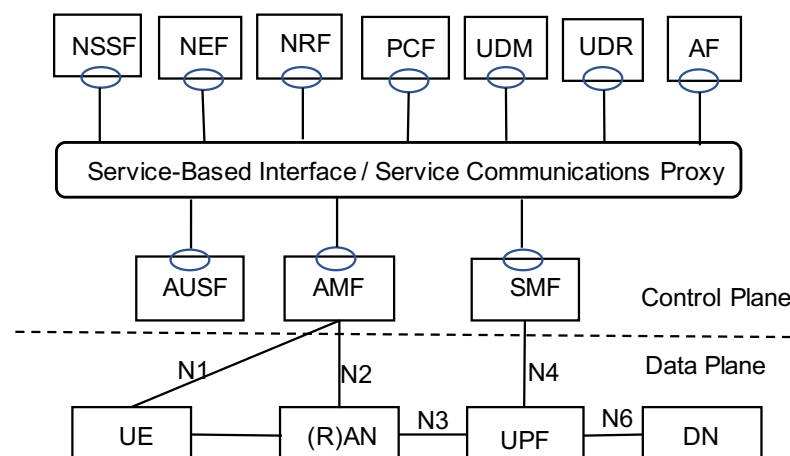 NSSF NEF NRF PCF UDM UDR AF
Service-Based Interface / Service Communications Proxy
AUSF AMF SMF
Control Plane
Data Plane
N1 N2 N4
N3 N6
UE (R)AN UPF DN